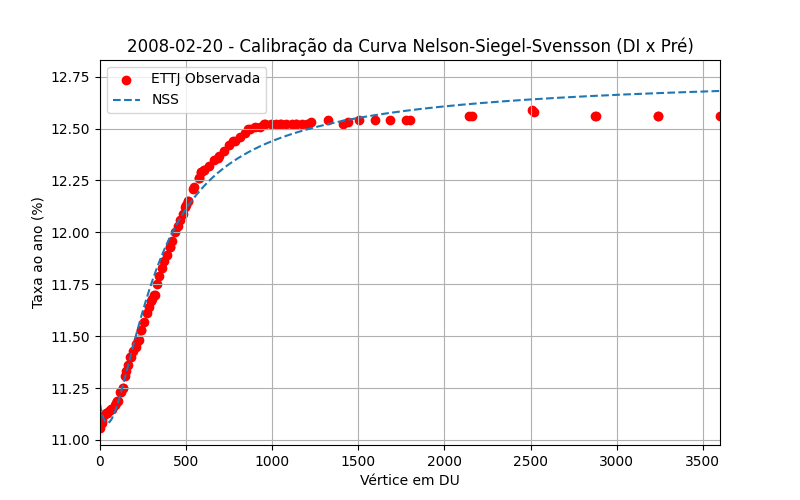 2008-02-20 - Calibração da Curva Nelson-Siegel-Svensson (DI x Pré)
ETTJ Observada
NSS
Taxa ao ano (%)
12.75
12.50
12.25
12.00
11.75
11.50
11.25
11.00
0 500 1000 1500 2000 2500 3000 3500
Vértice em DU